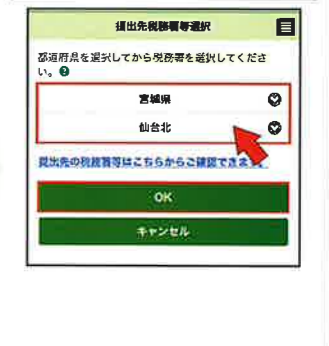 提出先税務署等選択
都道府県を選択してから税務署を選択してくださ
い。
宮城県
仙台北
提出先の税務署等はこちらからご確認できます。
OK
キャンセル